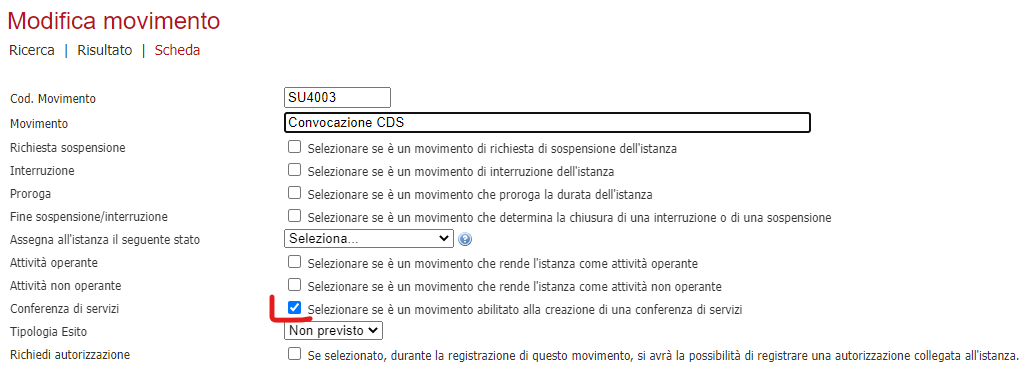 Modifica movimento
Ricerca | Risultato | Scheda
Cod. Movimento SU4003
Movimento Convocazione CDS
Richiesta sospensione Selezionare se è un movimento di richiesta di sospensione dell'istanza
Interruzione Selezionare se è un movimento di interruzione dell'istanza
Proroga Selezionare se è un movimento che proroga la durata dell'istanza
Fine sospensione/interruzione Selezionare se è un movimento che determina la chiusura di una interruzione o di una sospensione
Assegna all'istanza il seguente stato Seleziona... ?
Attività operante Selezionare se è un movimento che rende l'istanza come attività operante
Attività non operante Selezionare se è un movimento che rende l'istanza come attività non operante
Conferenza di servizi Selezionare se è un movimento abilitato alla creazione di una conferenza di servizi
Tipologia Esito Non previsto
Richiedi autorizzazione Se selezionato, durante la registrazione di questo movimento, si avrà la possibilità di registrare una autorizzazione collegata all'istanza.